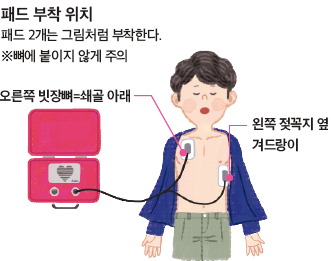 패드 부착 위치
패드 2개는 그림처럼 부착한다.
※뼈에 붙이지 않게 주의
오른쪽 빗장뼈=쇄골 아래
왼쪽 젖꼭지 옆
겨드랑이